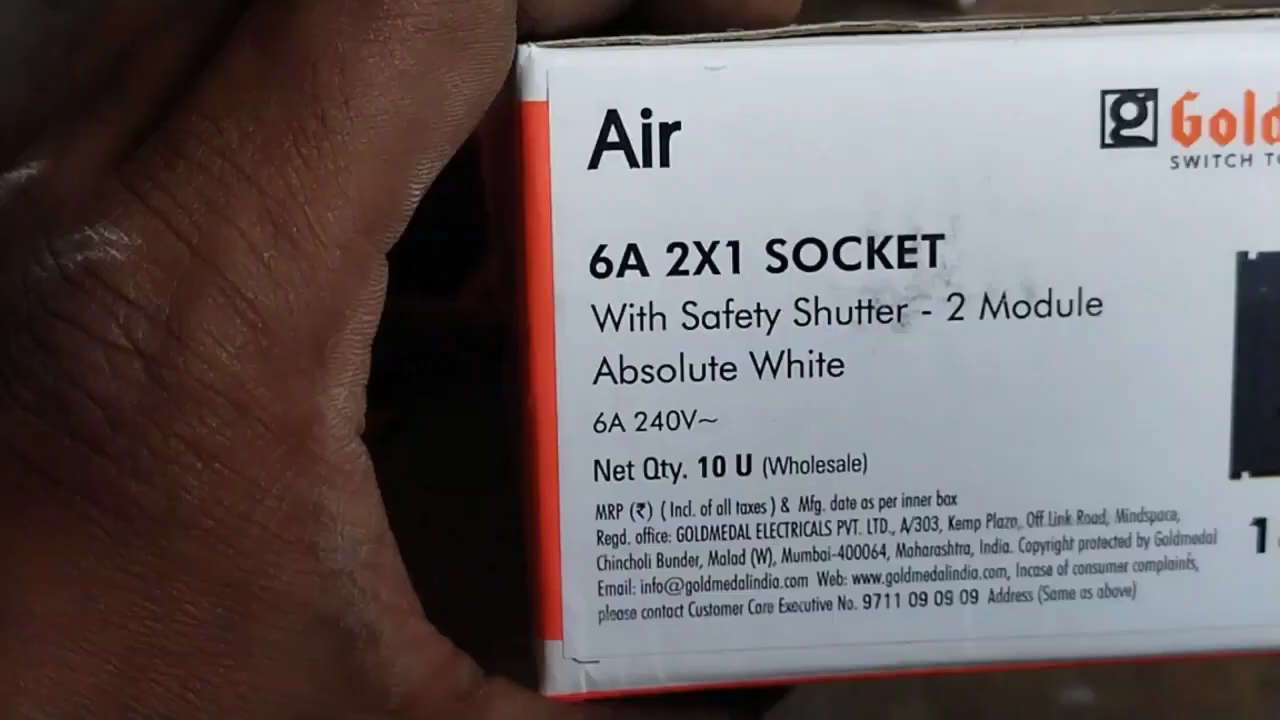 Air
g Gold
SWITCH TO
6A 2X1 SOCKET
With Safety Shutter - 2 Module
Absolute White
6A 240V~
Net Qty. 10 U (Wholesale)
MRP (₹) ( Incl. of all taxes ) & Mfg. date as per inner box
Regd. office: GOLDMEDAL ELECTRICALS PVT. LTD., A/303, Kemp Plaza, Off Link Road, Mindspace,
Chincholi Bunder, Malad (W), Mumbai-400064, Maharashtra, India. Copyright protected by Goldmedal
Email: info@goldmedalindia.com Web: www.goldmedalindia.com, Incase of consumer complaints,
please contact Customer Care Executive No. 9711 09 09 09 Address (Same as above)
1